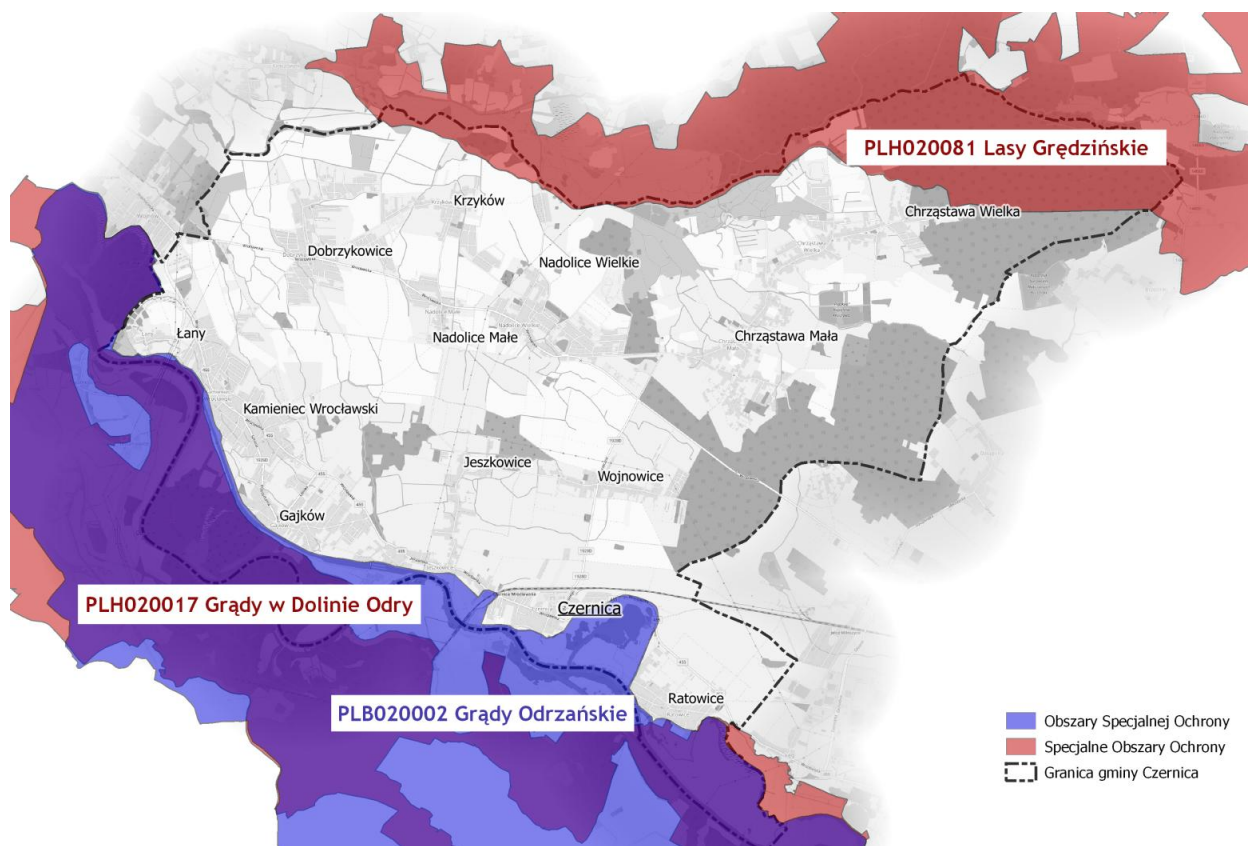 PLH020081 Lasy Grędzińskie
Krzyków
Chrząstawa Wielka
Dobrzykowice
Nadolice Wielkie
Łany
Nadolice Małe
Chrząstawa Mała
Kamieniec Wrocławski
Jeszkowice
Wojnowice
Gajków
PLH020017 Grądy w Dolinie Odry
Czernica
Ratowice
PLB020002 Grądy Odrzańskie
Obszary Specjalnej Ochrony
Specjalne Obszary Ochrony
Granica gminy Czernica